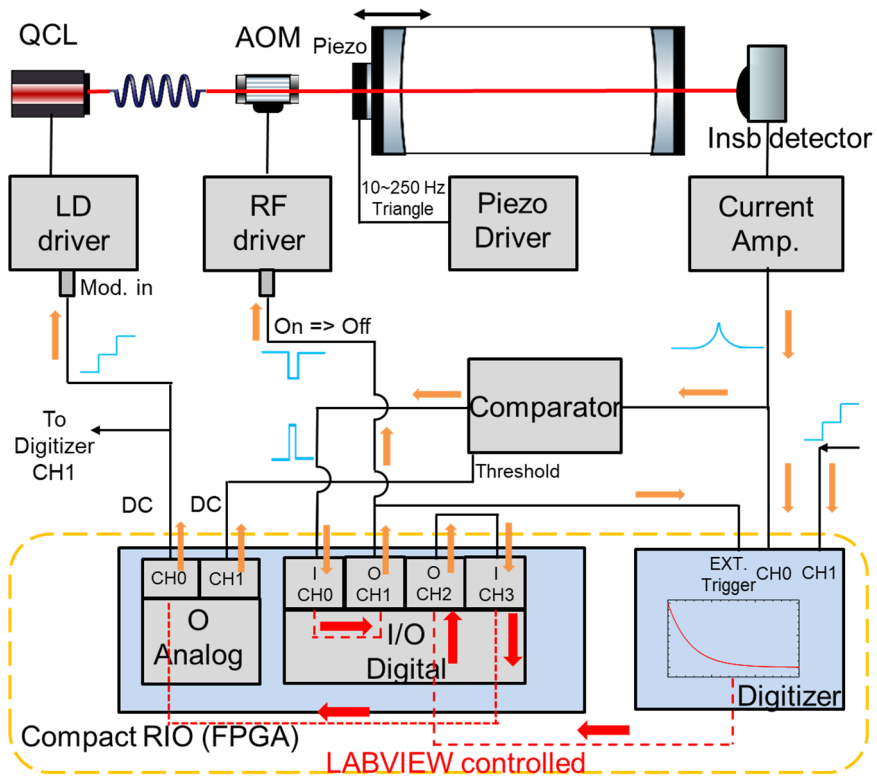 QCL
AOM
Piezo
Insb detector
LD
driver
RF
driver
10~250 Hz
Triangle
Piezo
Driver
Current
Amp.
Mod. in
On => Off
Comparator
To
Digitizer
CH1
Threshold
DC
DC
CH0
CH1
O
Analog
I
CH0
O
CH1
O
CH2
I
CH3
I/O
Digital
EXT.
Trigger
CH0
CH1
Digitizer
Compact RIO (FPGA)
LABVIEW controlled